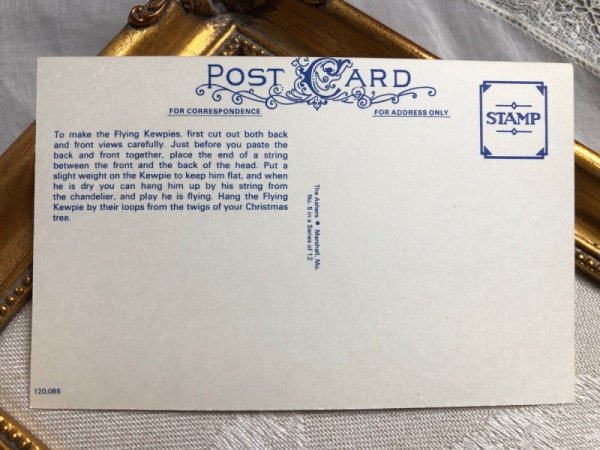 POST CARD
FOR CORRESPONDENCE
FOR ADDRESS ONLY
STAMP
To make the Flying Kewpies, first cut out both back
and front views carefully. Just before you paste the
back and front together, place the end of a string
between the front and the back of the head. Put a
slight weight on the Kewpie to keep him flat, and when
he is dry you can hang him up by his string from
the chandelier, and play he is flying. Hang the Flying
Kewpie by their loops from the twigs of your Christmas
tree.
The Ashers • Marshall, Mo.
No. 5 in a Series of 12
120,085